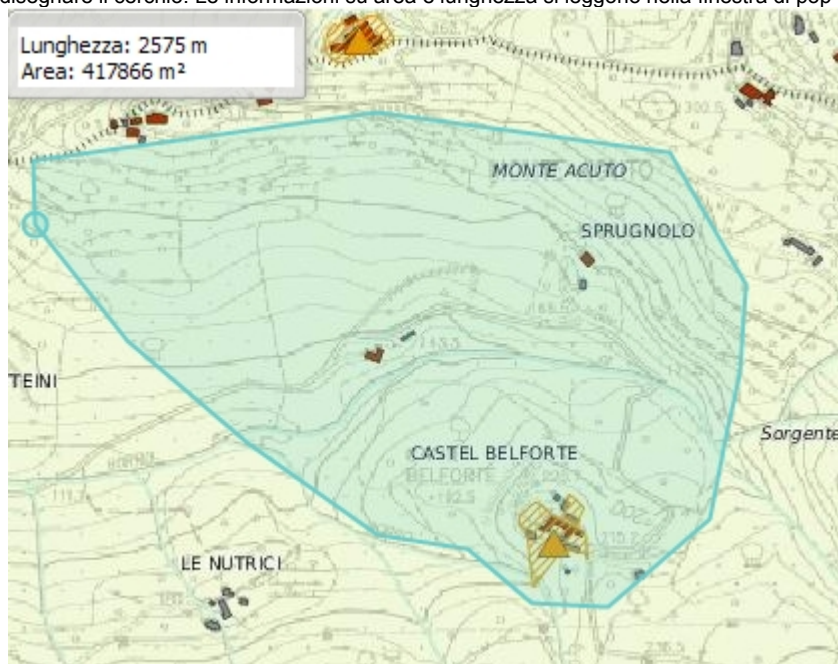 disegnare il cerchio. Le informazioni su area e lunghezza si leggono nella finestra di pop
Lunghezza: 2575 m
Area: 417866 m²
MONTE ACUTO
SPRUGNOLO
TEINI
Sorgente
CASTEL BELFORTE
BELFORTE
LE NUTRICI